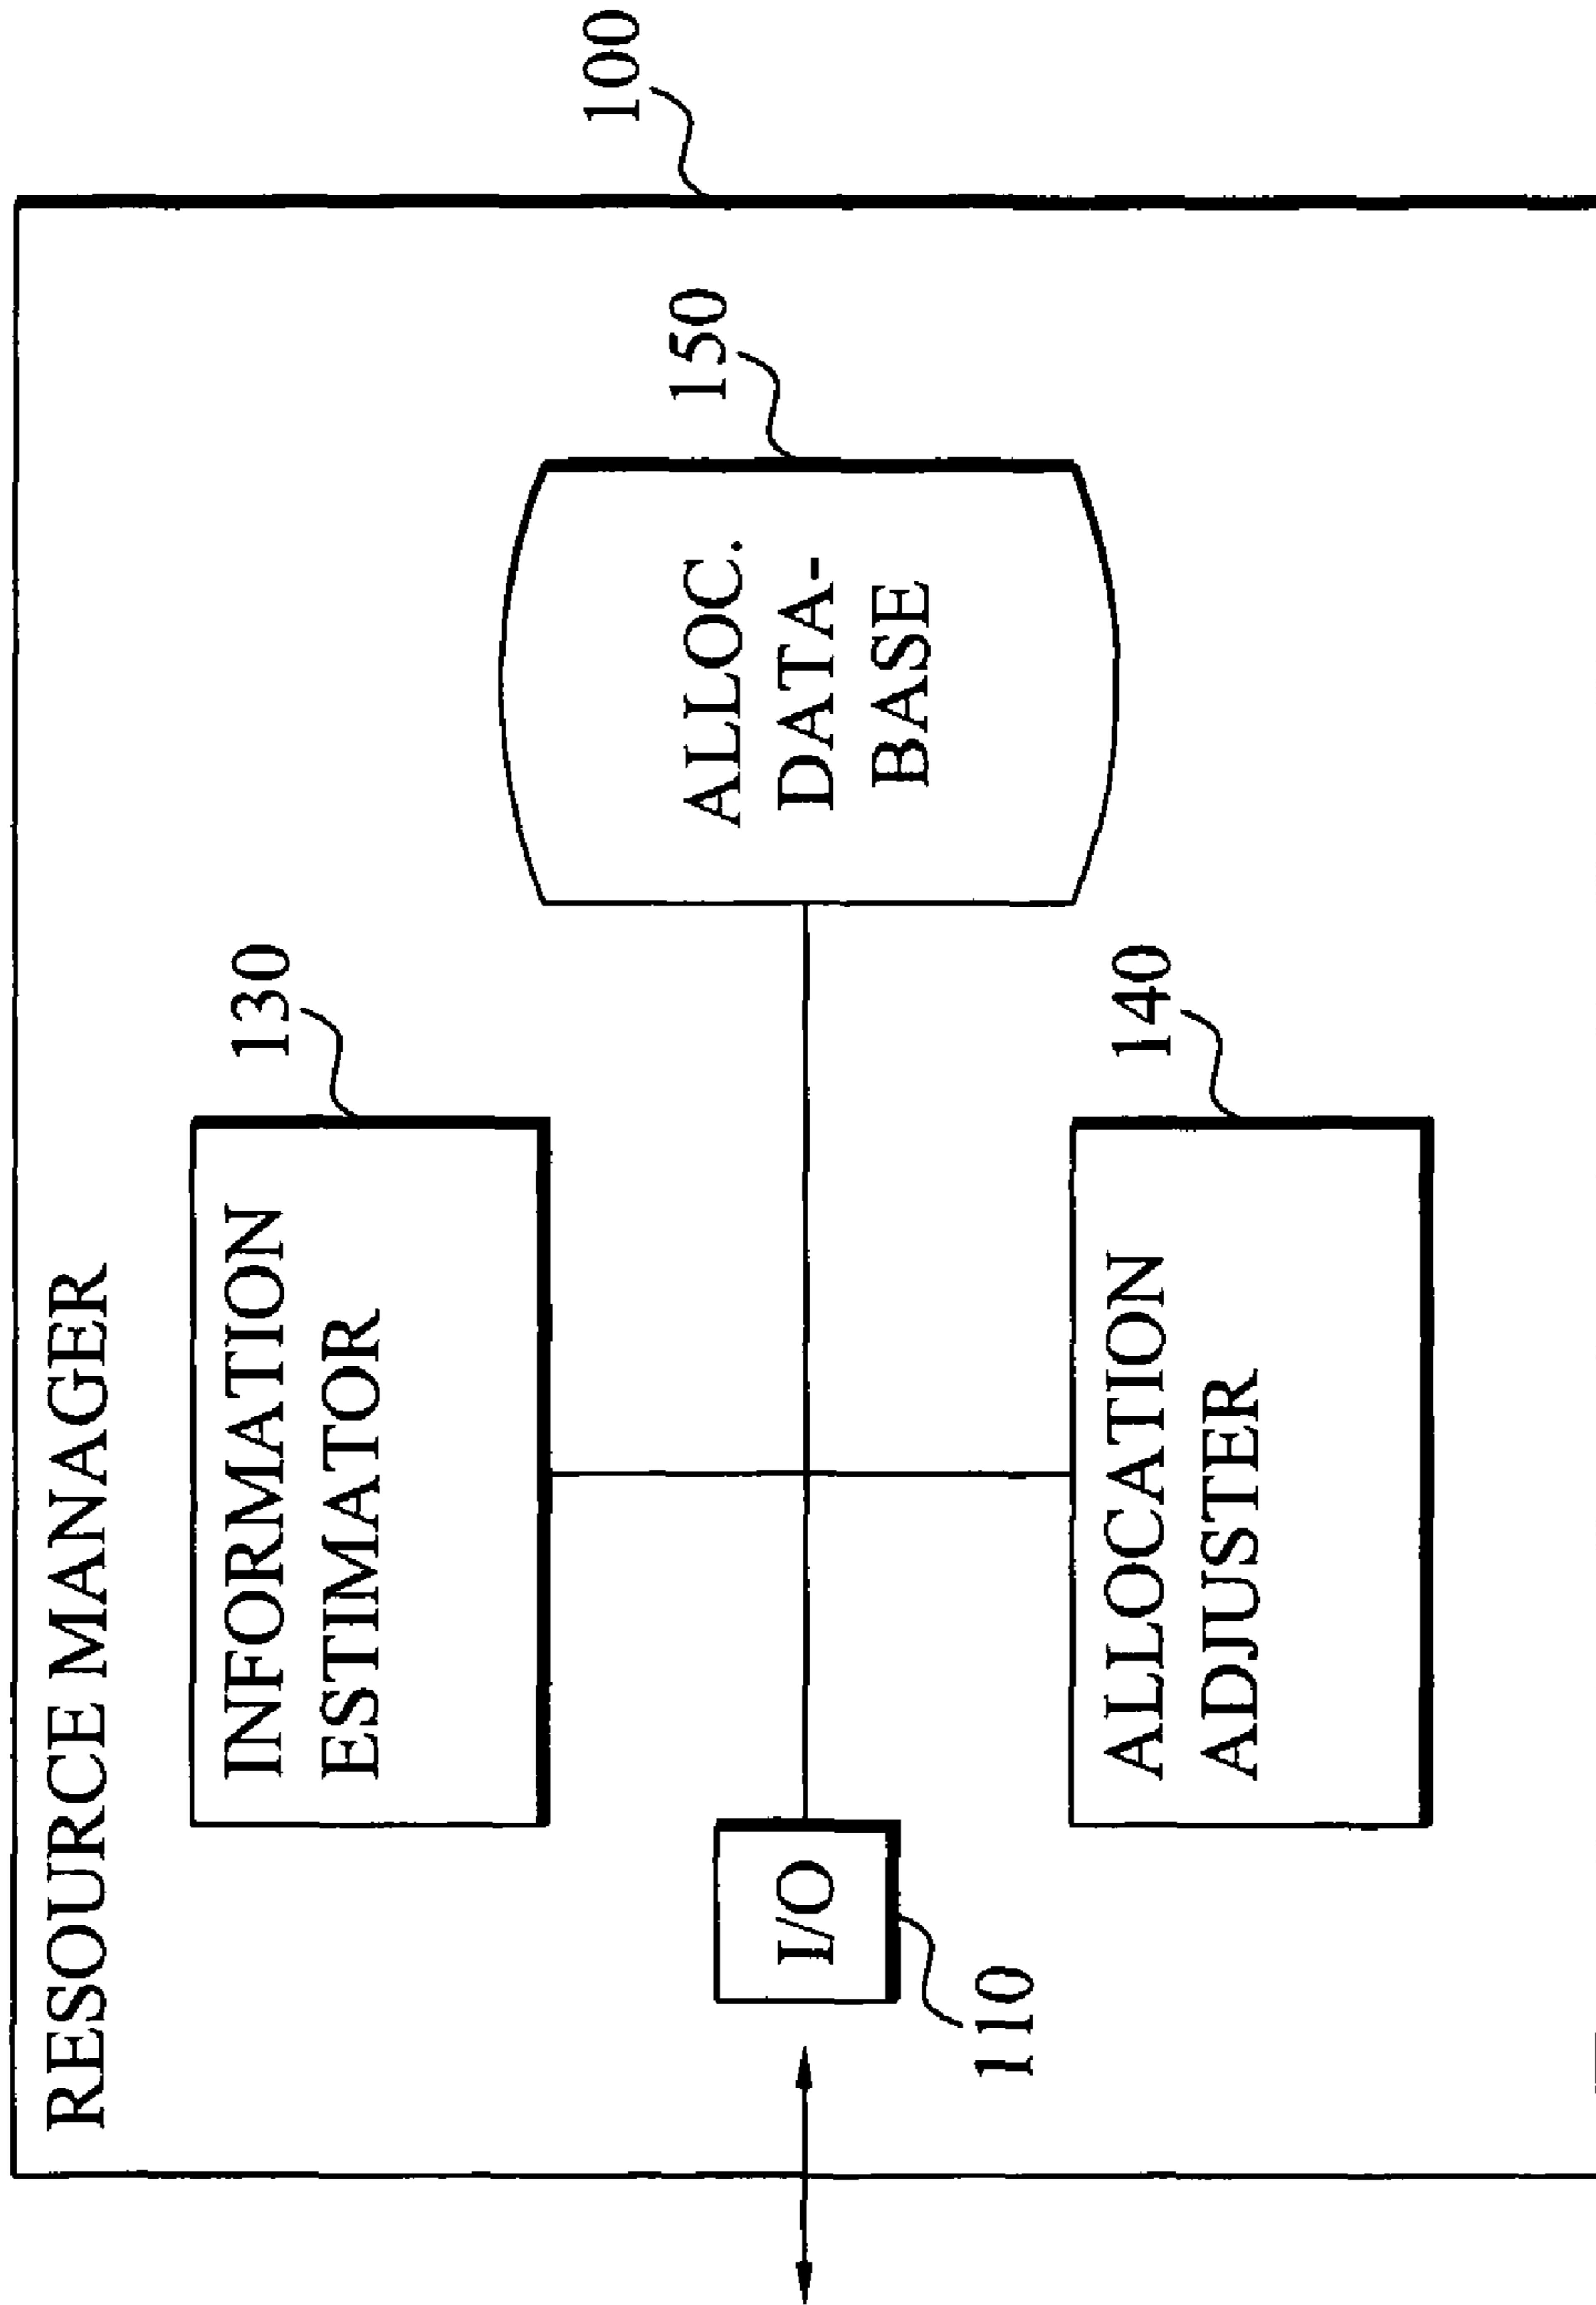 RESOURCE MANAGER
100
INFORMATION
ESTIMATOR
130
I/O
110
ALLOC.
DATA-
BASE
150
ALLOCATION
ADJUSTER
140